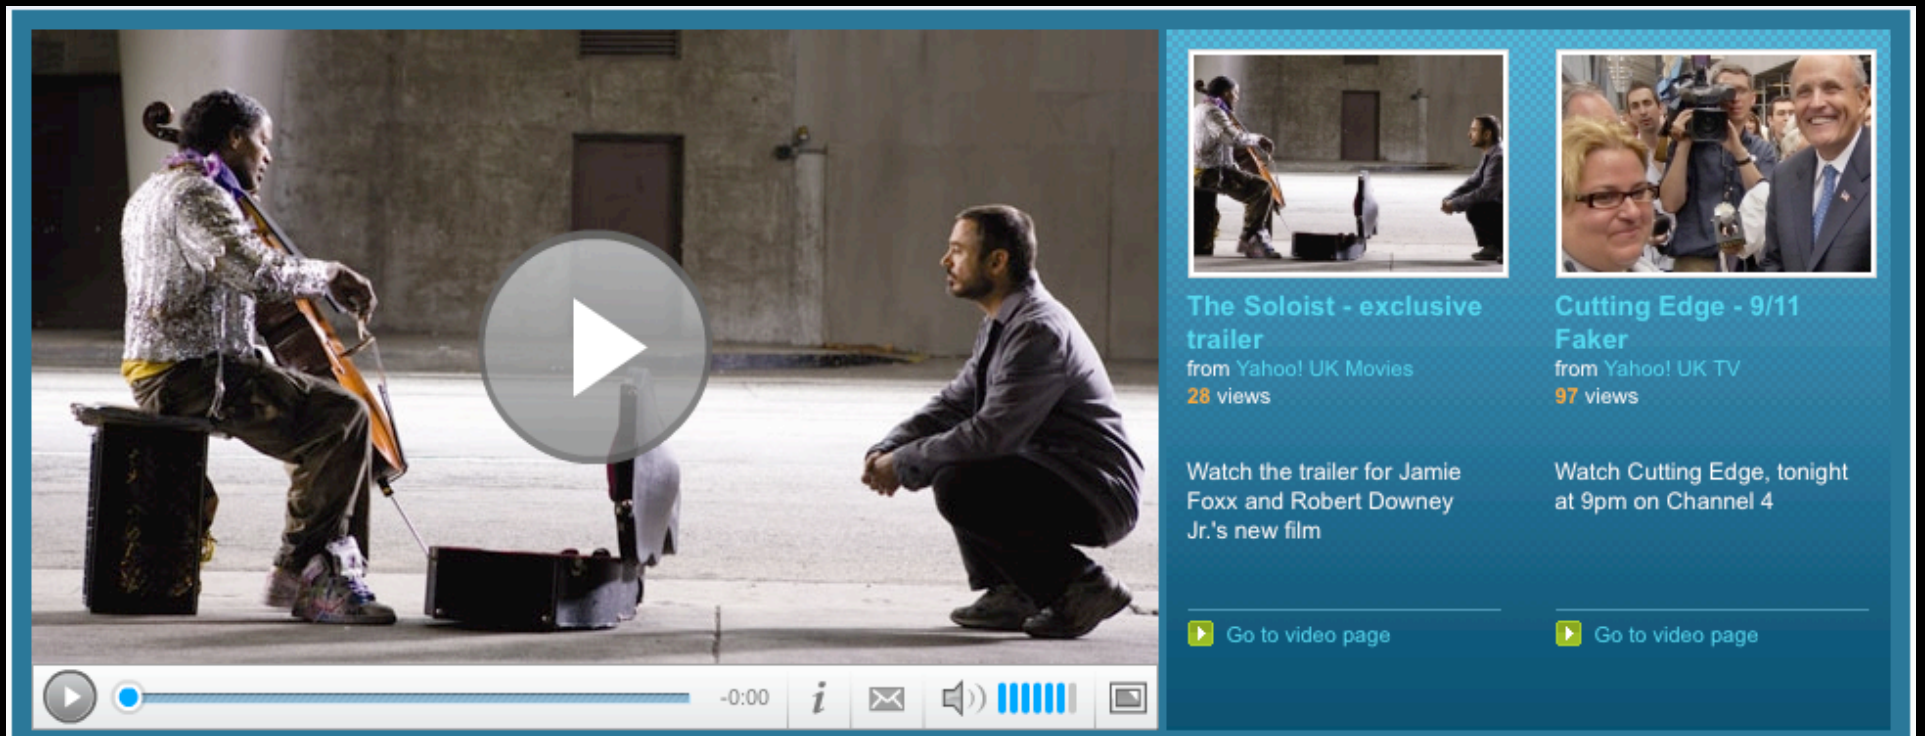 -0:00
i
The Soloist - exclusive
trailer
from Yahoo! UK Movies
28 views
Watch the trailer for Jamie
Foxx and Robert Downey
Jr.'s new film
Go to video page
Cutting Edge - 9/11
Faker
from Yahoo! UK TV
97 views
Watch Cutting Edge, tonight
at 9pm on Channel 4
Go to video page